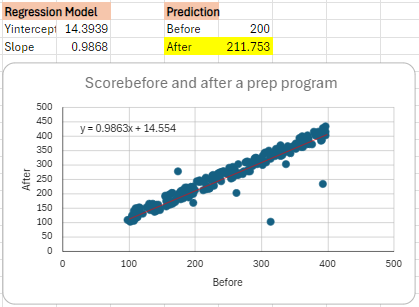 Regression Model Prediction
Yintercept 14.3939 Before 200
Slope 0.9868 After 211.753
Scorebefore and after a prep program
y = 0.9863x + 14.554
500
450
400
350
300
250
200
150
100
50
0
After
0 100 200 300 400 500
Before